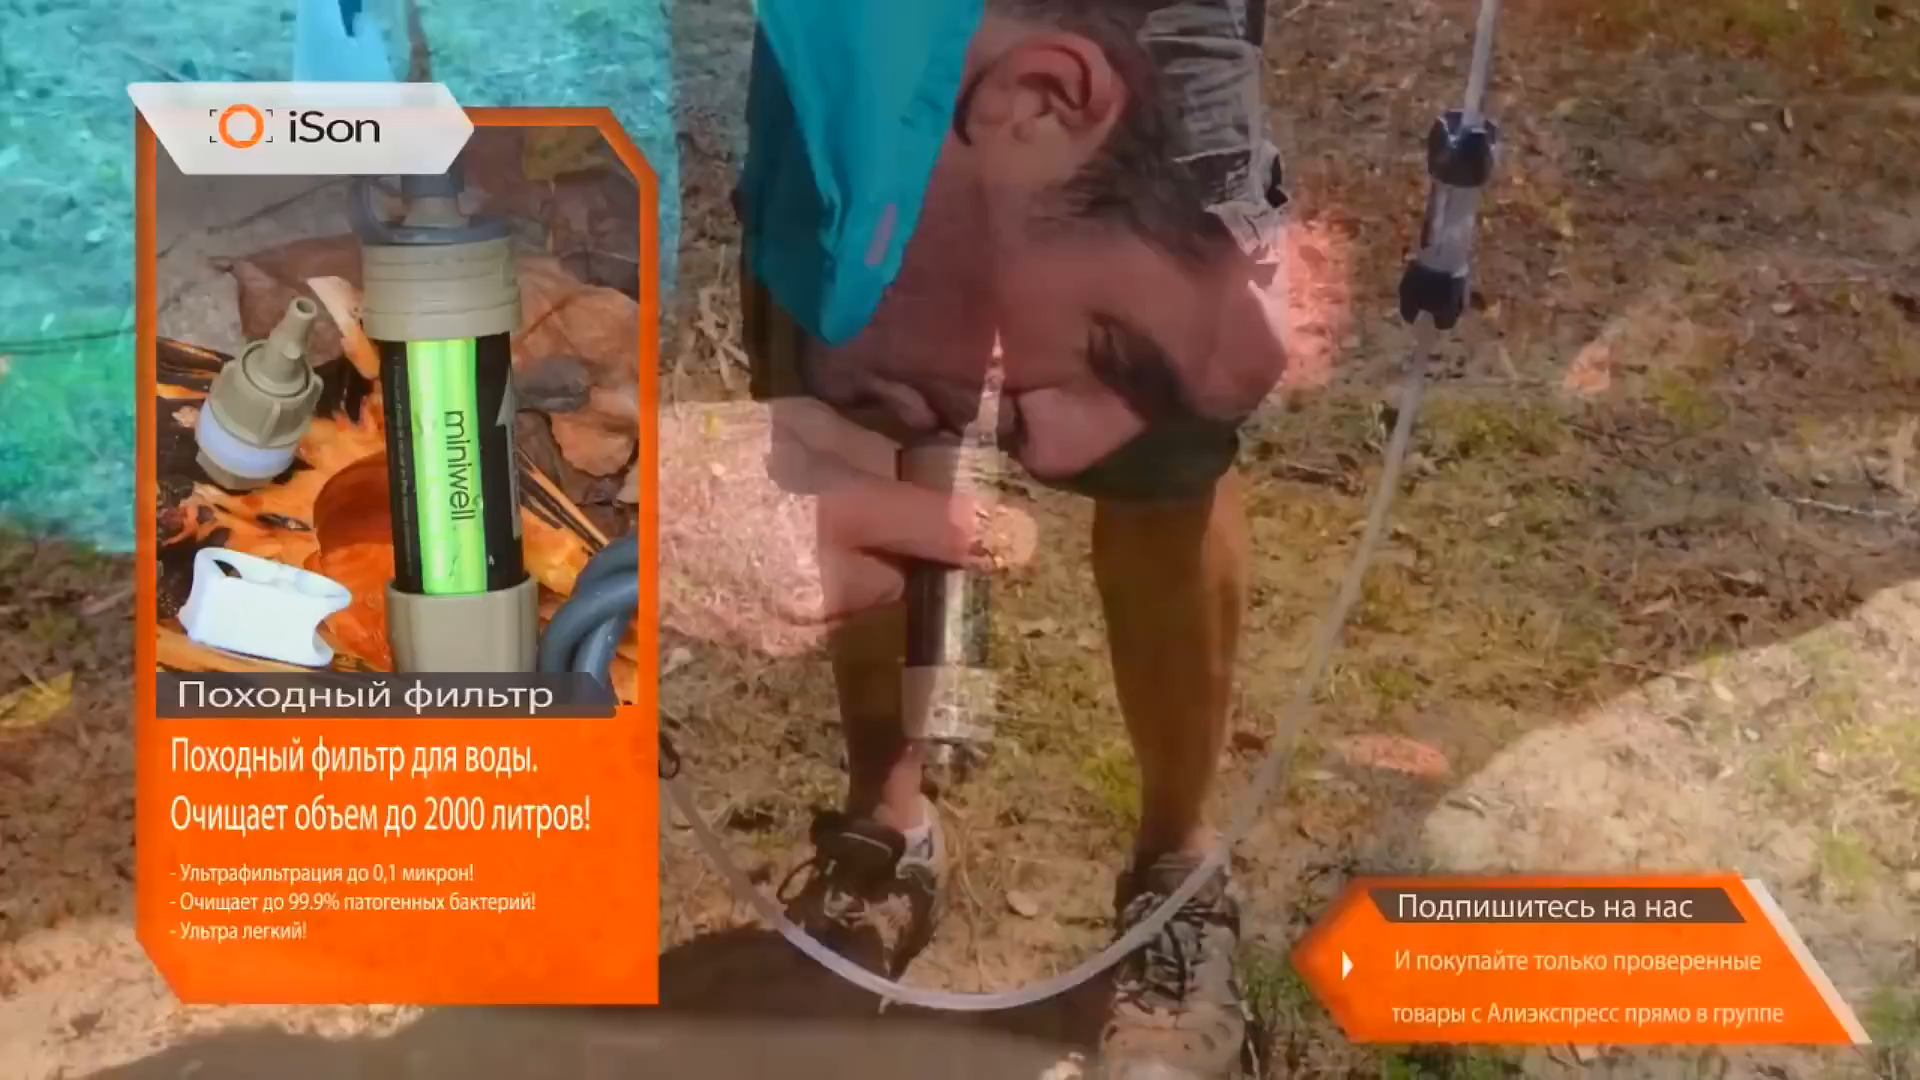 iSon
miniwell
Походный фильтр
Походный фильтр для воды.
Очищает объем до 2000 литров!
- Ультрафильтрация до 0,1 микрон!
- Очищает до 99.9% патогенных бактерий!
- Ультра легкий!
Подпишитесь на нас
И покупайте только проверенные
товары с Алиэкспресс прямо в группе